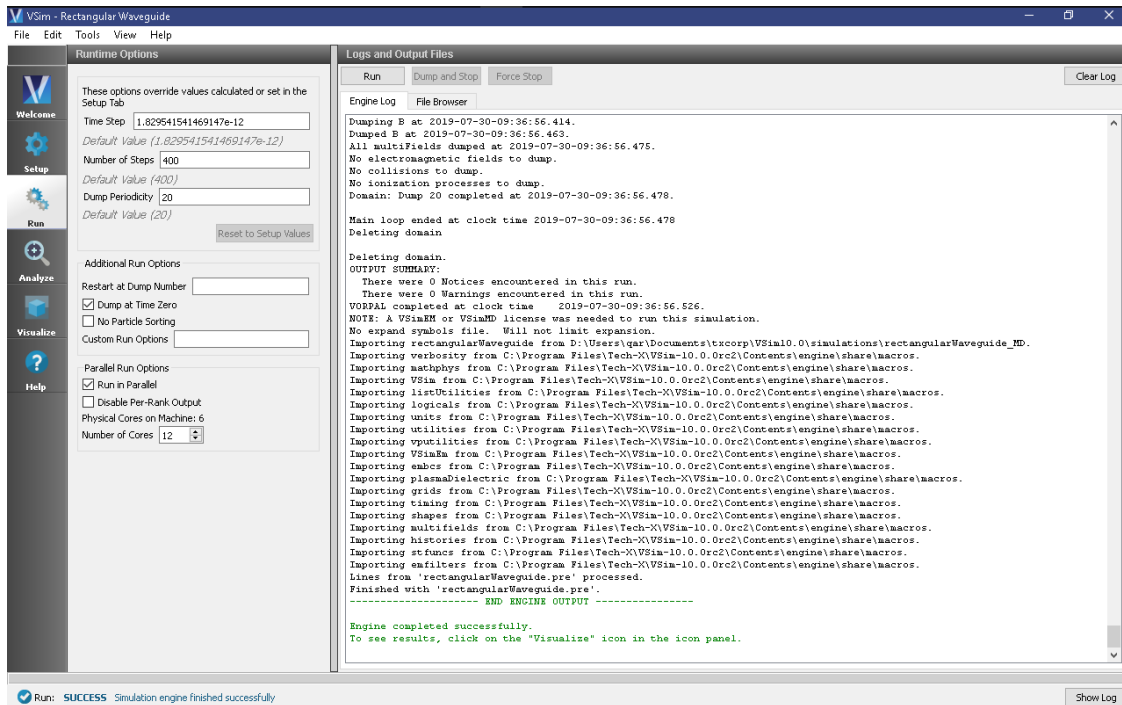 VSim - Rectangular Waveguide
File Edit Tools View Help
Welcome
Setup
Run
Analyze
Visualize
Help
Runtime Options
These options override values calculated or set in the
Setup Tab
Time Step 1.829541541469147e-12
Default Value (1.829541541469147e-12)
Number of Steps 400
Default Value (400)
Dump Periodicity 20
Default Value (20)
Reset to Setup Values
Additional Run Options
Restart at Dump Number
Dump at Time Zero
No Particle Sorting
Custom Run Options
Parallel Run Options
Run in Parallel
Disable Per-Rank Output
Physical Cores on Machine: 6
Number of Cores 12
Logs and Output Files
Run Dump and Stop Force Stop Clear Log
Engine Log File Browser
Dumping B at 2019-07-30-09:36:56.414.
Dumped B at 2019-07-30-09:36:56.463.
All multiFields dumped at 2019-07-30-09:36:56.475.
No electromagnetic fields to dump.
No collisions to dump.
No ionization processes to dump.
Domain: Dump 20 completed at 2019-07-30-09:36:56.478.
Main loop ended at clock time 2019-07-30-09:36:56.478
Deleting domain
Deleting domain.
OUTPUT SUMMARY:
There were 0 Notices encountered in this run.
There were 0 Warnings encountered in this run.
VORPAL completed at clock time 2019-07-30-09:36:56.526.
NOTE: A VSimEM or VSimMD license was needed to run this simulation.
No expand symbols file. Will not limit expansion.
Importing rectangularWaveguide from D:\Users\qar\Documents\txcorp\VSim10.0\simulations\rectangularWaveguide_MD.
Importing verbosity from C:\Program Files\Tech-X\VSim-10.0.0rc2\Contents\engine\share\macros.
Importing mathphys from C:\Program Files\Tech-X\VSim-10.0.0rc2\Contents\engine\share\macros.
Importing VSim from C:\Program Files\Tech-X\VSim-10.0.0rc2\Contents\engine\share\macros.
Importing listUtilities from C:\Program Files\Tech-X\VSim-10.0.0rc2\Contents\engine\share\macros.
Importing logicals from C:\Program Files\Tech-X\VSim-10.0.0rc2\Contents\engine\share\macros.
Importing units from C:\Program Files\Tech-X\VSim-10.0.0rc2\Contents\engine\share\macros.
Importing utilities from C:\Program Files\Tech-X\VSim-10.0.0rc2\Contents\engine\share\macros.
Importing vputilities from C:\Program Files\Tech-X\VSim-10.0.0rc2\Contents\engine\share\macros.
Importing VSimEm from C:\Program Files\Tech-X\VSim-10.0.0rc2\Contents\engine\share\macros.
Importing embcs from C:\Program Files\Tech-X\VSim-10.0.0rc2\Contents\engine\share\macros.
Importing plasmaDielectric from C:\Program Files\Tech-X\VSim-10.0.0rc2\Contents\engine\share\macros.
Importing grids from C:\Program Files\Tech-X\VSim-10.0.0rc2\Contents\engine\share\macros.
Importing timing from C:\Program Files\Tech-X\VSim-10.0.0rc2\Contents\engine\share\macros.
Importing shapes from C:\Program Files\Tech-X\VSim-10.0.0rc2\Contents\engine\share\macros.
Importing multifields from C:\Program Files\Tech-X\VSim-10.0.0rc2\Contents\engine\share\macros.
Importing histories from C:\Program Files\Tech-X\VSim-10.0.0rc2\Contents\engine\share\macros.
Importing stfuncs from C:\Program Files\Tech-X\VSim-10.0.0rc2\Contents\engine\share\macros.
Importing emfilters from C:\Program Files\Tech-X\VSim-10.0.0rc2\Contents\engine\share\macros.
Lines from 'rectangularWaveguide.pre' processed.
Finished with 'rectangularWaveguide.pre'.
--------------------- END ENGINE OUTPUT ----------------
Engine completed successfully.
To see results, click on the "Visualize" icon in the icon panel.
Run: SUCCESS Simulation engine finished successfully Show Log